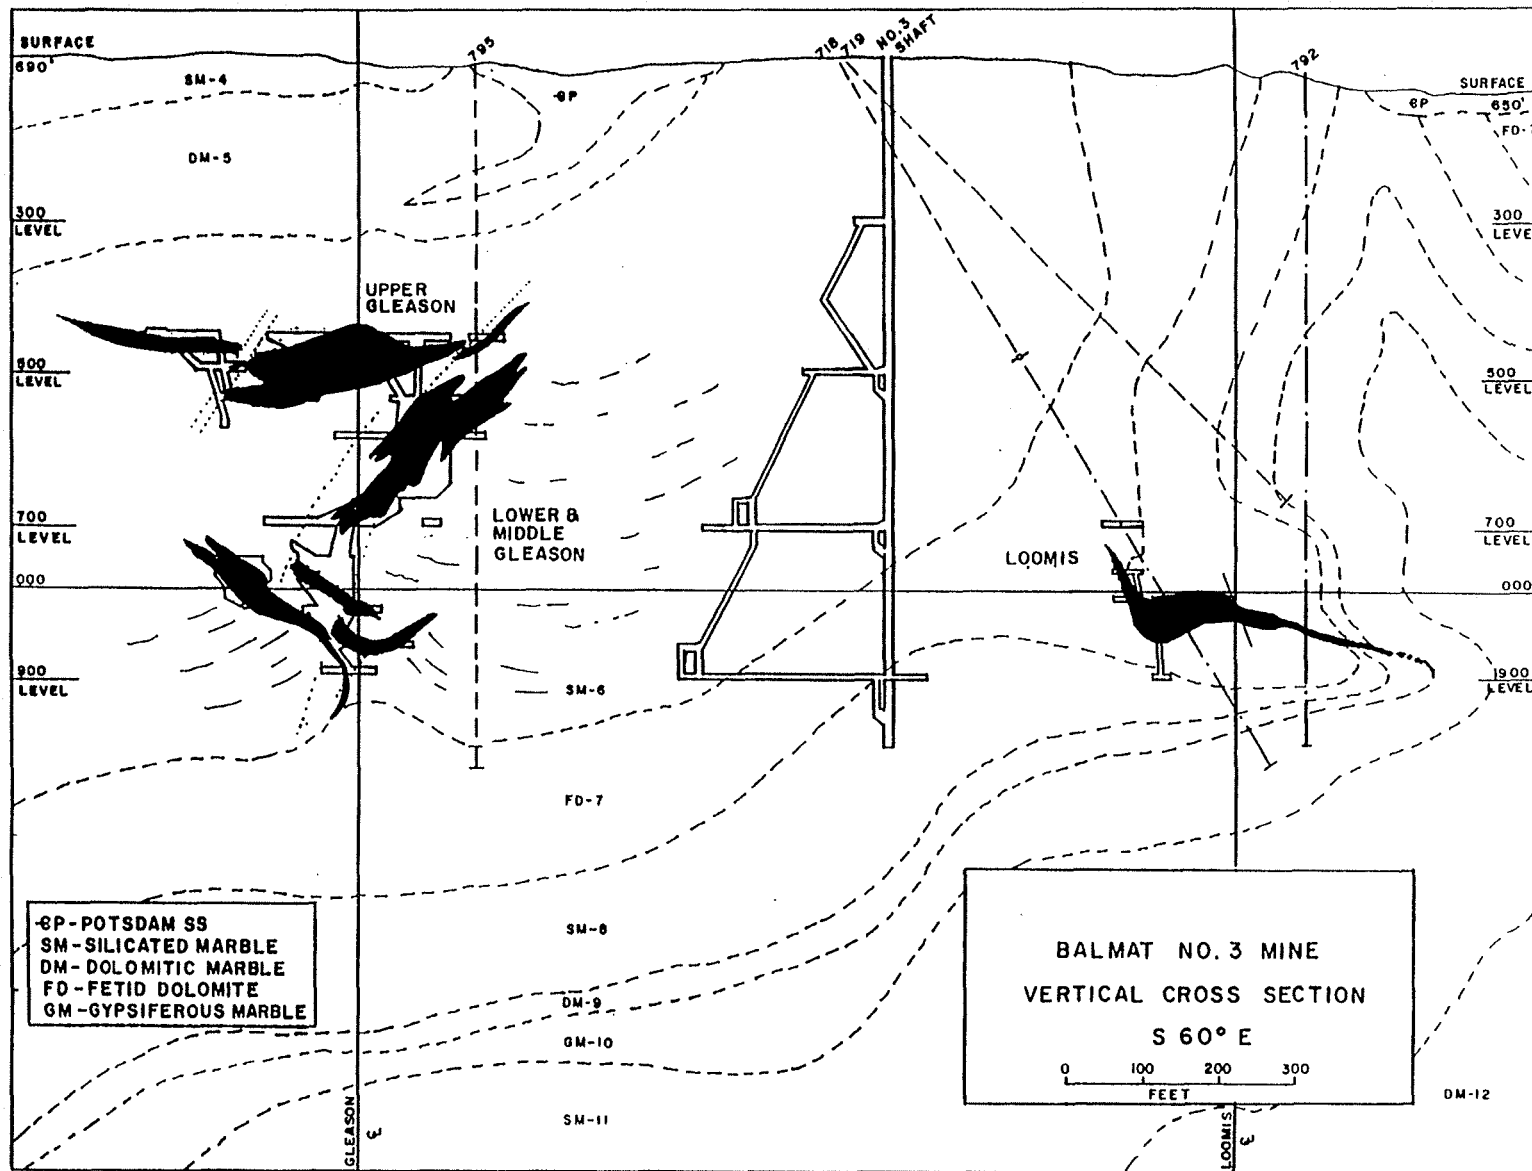 SURFACE
690'
SM-4
795
718
719
NO.3
SHAFT
792
SURFACE
650'
€P
€P
FD-7
DM-5
300
LEVEL
300
LEVEL
UPPER
GLEASON
500
LEVEL
500
LEVEL
LOWER &
MIDDLE
GLEASON
700
LEVEL
700
LEVEL
LOOMIS
000
000
900
LEVEL
900
LEVEL
SM-6
FD-7
€P-POTSDAM SS
SM-SILICATED MARBLE
DM-DOLOMITIC MARBLE
FD-FETID DOLOMITE
GM-GYPSIFEROUS MARBLE
SM-8
DM-9
GM-10
SM-11
BALMAT NO. 3 MINE
VERTICAL CROSS SECTION
S 60° E
0 100 200 300
FEET
DM-12
GLEASON
LOOMIS